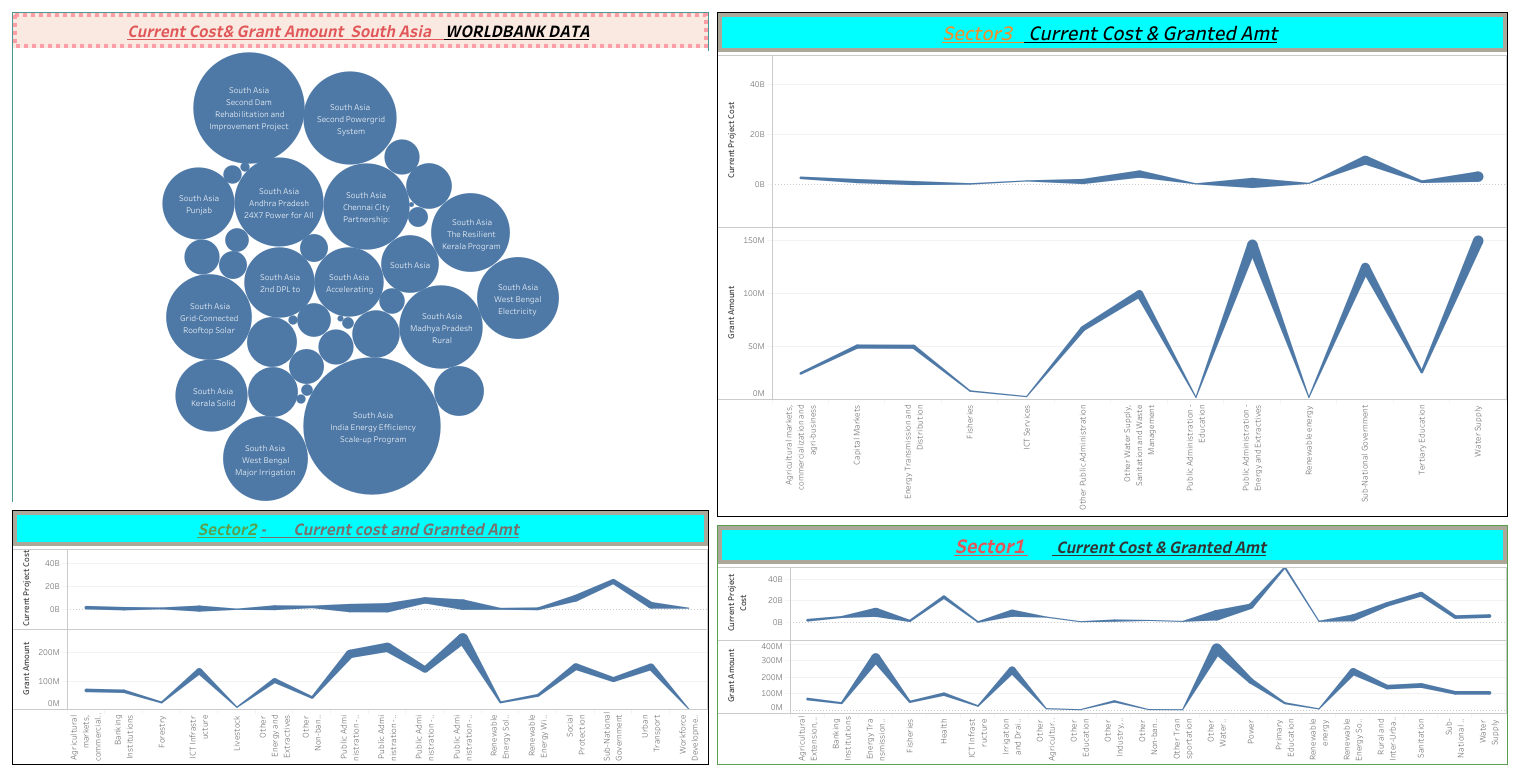 Current Cost& Grant Amount South Asia WORLDBANK DATA
South Asia
Second Dam
Rehabilitation and
Improvement Project
South Asia
Second Powergrid
System
South Asia
Punjab
South Asia
Andhra Pradesh
24X7 Power for All
South Asia
Chennai City
Partnership:
South Asia
The Resilient
Kerala Program
South Asia
2nd DPL to
South Asia
Accelerating
South Asia
South Asia
West Bengal
Electricity
South Asia
Grid-Connected
Rooftop Solar
South Asia
Madhya Pradesh
Rural
South Asia
Kerala Solid
South Asia
India Energy Efficiency
Scale-up Program
South Asia
West Bengal
Major Irrigation
Sector3 Current Cost & Granted Amt
Current Project Cost
40B
20B
0B
Grant Amount
150M
100M
50M
0M
Agricultural markets,
commercialization and
agri-business
Capital Markets
Energy Transmission and
Distribution
Fisheries
ICT Services
Other Public Administration
Other Water Supply,
Sanitation and Waste
Management
Public Administration -
Education
Public Administration -
Energy and Extractives
Renewable energy
Sub-National Government
Tertiary Education
Water Supply
Sector2 - Current cost and Granted Amt
Current Project Cost
40B
20B
0B
Grant Amount
200M
100M
0M
Agricultural
markets,
commercial..
Banking
Institutions
Forestry
ICT Infrastr
ucture
Livestock
Other
Energy and
Extractives
Other
Non-ban..
Public Admi
nistration-..
Public Admi
nistration -..
Public Admi
nistration-..
Public Admi
nistration -..
Renewable
Energy Sol..
Renewable
Energy Wi..
Social
Protection
Sub-National
Government
Urban
Transport
Workforce
Developme..
Sector1 Current Cost & Granted Amt
Current Project
Cost
40B
20B
0B
Grant Amount
400M
300M
200M
100M
0M
Agricultural
Extension,..
Banking
Institutions
Energy Tra
nsmission..
Fisheries
Health
ICT Infrast
ructure
Irrigation
and Drai..
Other
Agricultur..
Other
Education
Other
Industry,..
Other
Non-ban..
Other Tran
sportation
Other
Water..
Power
Primary
Education
Renewable
energy
Renewable
Energy So..
Rural and
Inter-Urba..
Sanitation
Sub-
National ..
Water
Supply